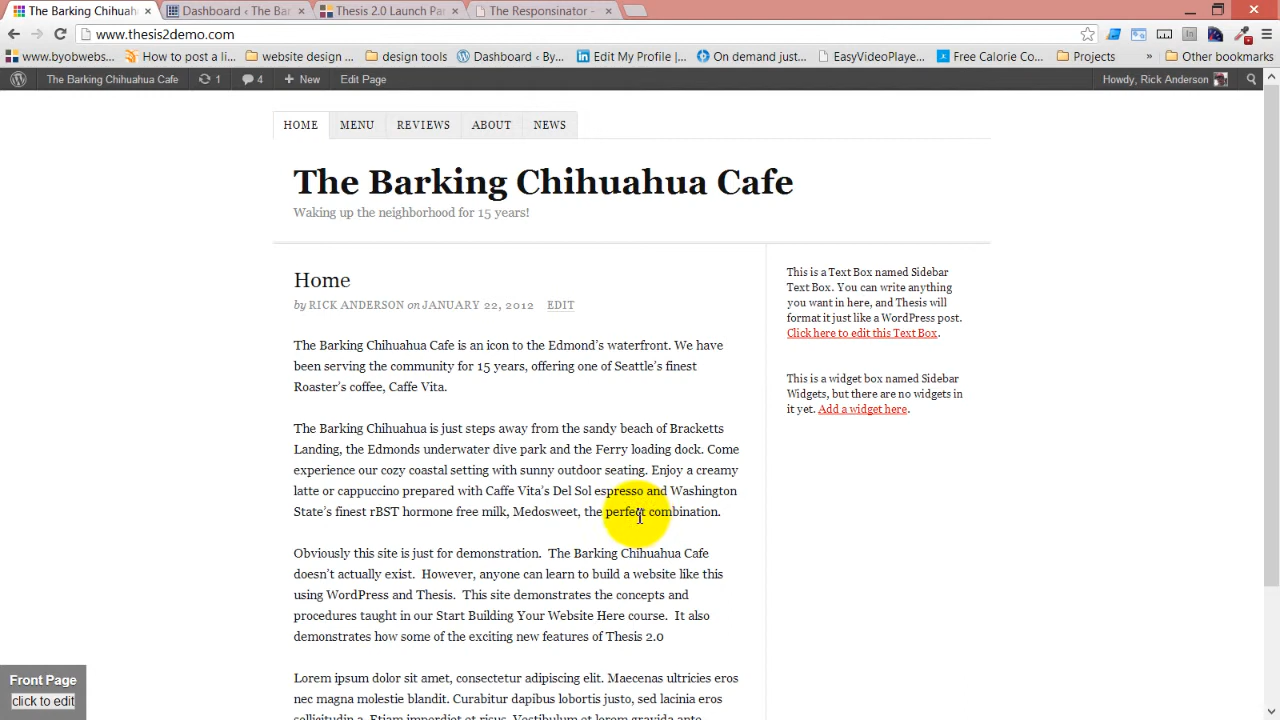 The Barking Chihuah
Dashboard ‹ The Bar
Thesis 2.0 Launch Pa
The Responsinator -
www.thesis2demo.com
www.byobwebs...
How to post a li...
website design ...
design tools
Dashboard ‹ By...
Edit My Profile |...
On demand just...
EasyVideoPlaye...
Free Calorie Co...
Projects
»
Other bookmarks
The Barking Chihuahua Cafe
1
4
+ New
Edit Page
Howdy, Rick Anderson
HOME
MENU
REVIEWS
ABOUT
NEWS
The Barking Chihuahua Cafe
Waking up the neighborhood for 15 years!
Home
by RICK ANDERSON on JANUARY 22, 2012 EDIT
The Barking Chihuahua Cafe is an icon to the Edmond's waterfront. We have
been serving the community for 15 years, offering one of Seattle's finest
Roaster's coffee, Caffe Vita.
The Barking Chihuahua is just steps away from the sandy beach of Bracketts
Landing, the Edmonds underwater dive park and the Ferry loading dock. Come
experience our cozy coastal setting with sunny outdoor seating. Enjoy a creamy
latte or cappuccino prepared with Caffe Vita's Del Sol espresso and Washington
State's finest rBST hormone free milk, Medosweet, the perfect combination.
Obviously this site is just for demonstration.  The Barking Chihuahua Cafe
doesn't actually exist.  However, anyone can learn to build a website like this
using WordPress and Thesis.  This site demonstrates the concepts and
procedures taught in our Start Building Your Website Here course.  It also
demonstrates how some of the exciting new features of Thesis 2.0
Lorem ipsum dolor sit amet, consectetur adipiscing elit. Maecenas ultricies eros
nec magna molestie blandit. Curabitur dapibus lobortis justo, sed lacinia eros
sollicitudin a. Etiam imperdiet et risus. Vestibulum et lorem gravida ante
This is a Text Box named Sidebar
Text Box. You can write anything
you want in here, and Thesis will
format it just like a WordPress post.
Click here to edit this Text Box.
This is a widget box named Sidebar
Widgets, but there are no widgets in
it yet. Add a widget here.
Front Page
click to edit